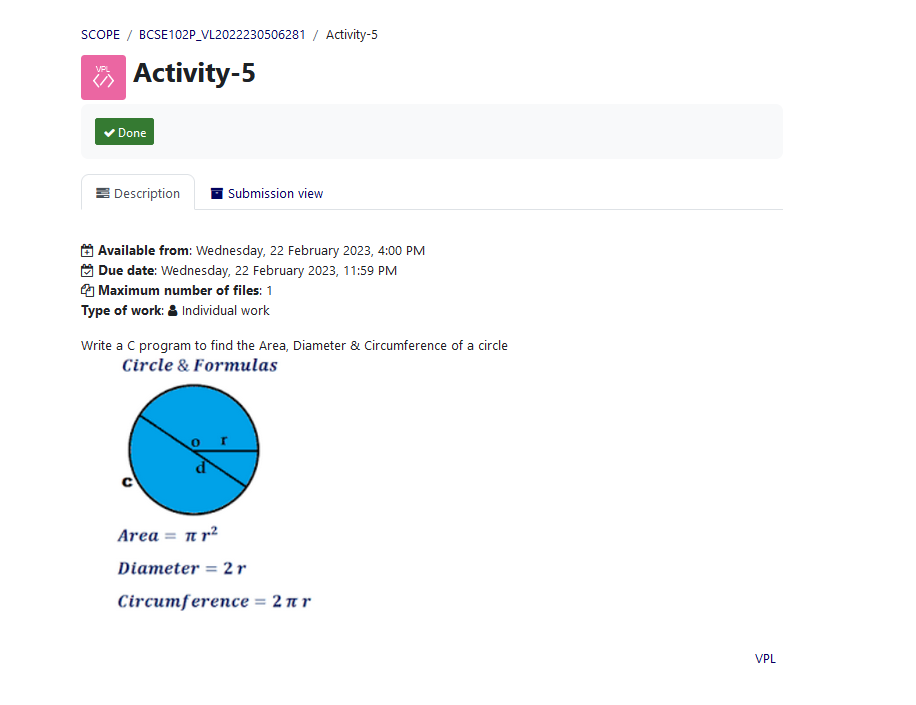 SCOPE / BCSE102P_VL2022230506281 / Activity-5
VPL
Activity-5
Done
Description
Submission view
Available from: Wednesday, 22 February 2023, 4:00 PM
Due date: Wednesday, 22 February 2023, 11:59 PM
Maximum number of files: 1
Type of work: Individual work
Write a C program to find the Area, Diameter & Circumference of a circle
Circle & Formulas
o r
d
c
Area = π r²
Diameter = 2 r
Circumference = 2 π r
VPL